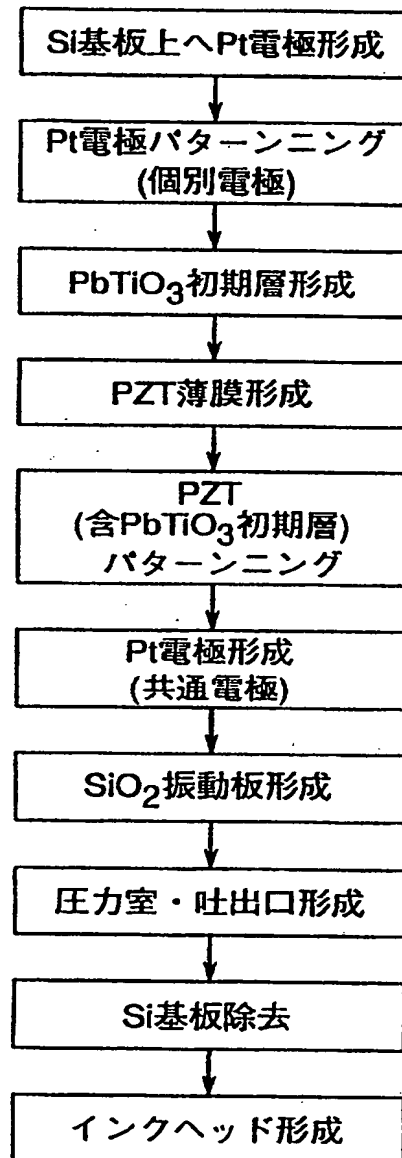 Si基板上へPt電極形成
Pt電極パターンニング
(個別電極)
PbTiO₃初期層形成
PZT薄膜形成
PZT
(含PbTiO₃初期層)
パターンニング
Pt電極形成
(共通電極)
SiO₂振動板形成
圧力室・吐出口形成
Si基板除去
インクヘッド形成